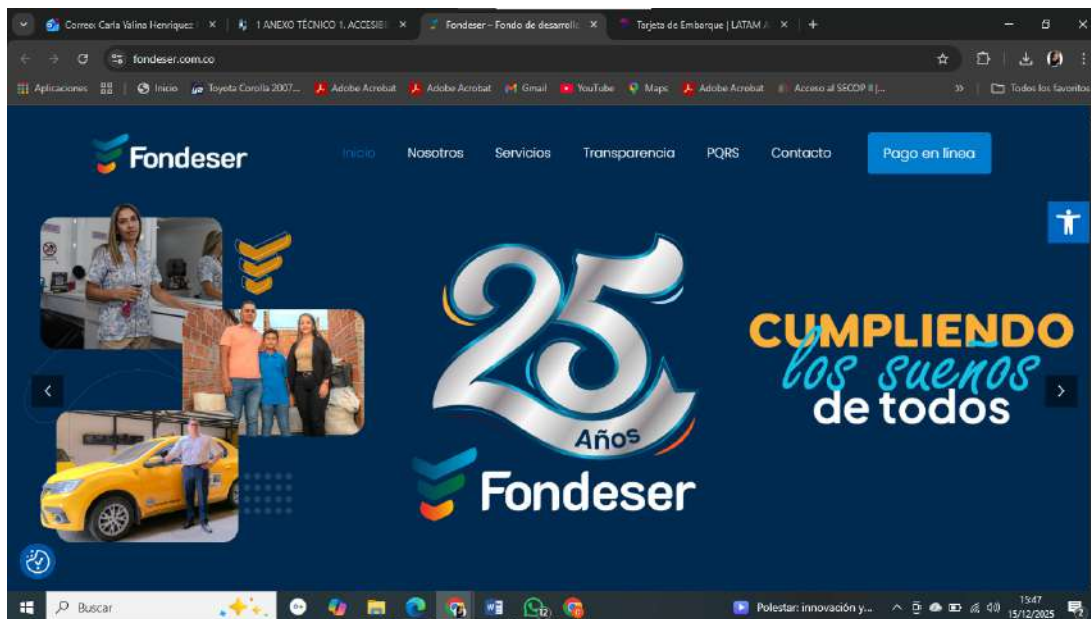 Correo: Carla Yalina Henriquez
1 ANEXO TÉCNICO 1. ACCESIBI
Fondeser – Fondo de desarrollo
Tarjeta de Embarque | LATAM A
fondeser.com.co
Aplicaciones
Inicio
Toyota Corolla 2007...
Adobe Acrobat
Adobe Acrobat
Gmail
YouTube
Maps
Adobe Acrobat
Acceso al SECOP II |...
Todos los favoritos
Fondeser
Inicio
Nosotros
Servicios
Transparencia
PQRS
Contacto
Pago en línea
25
Años
Fondeser
CUMPLIENDO
los sueños
de todos
Buscar
Polestar: innovación y...
15:47
15/12/2025